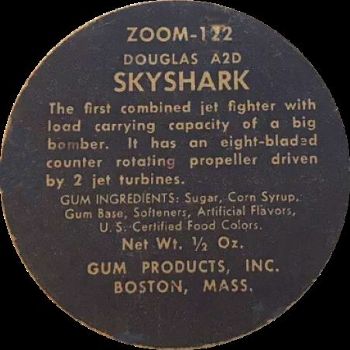 ZOOM-122
DOUGLAS A2D
SKYSHARK
The first combined jet fighter with
load carrying capacity of a big
bomber. It has an eight-bladed
counter rotating propeller driven
by 2 jet turbines.
GUM INGREDIENTS: Sugar, Corn Syrup,
Gum Base, Softeners, Artificial Flavors,
U.S. Certified Food Colors.
Net Wt. ½ Oz.
GUM PRODUCTS, INC.
BOSTON, MASS.